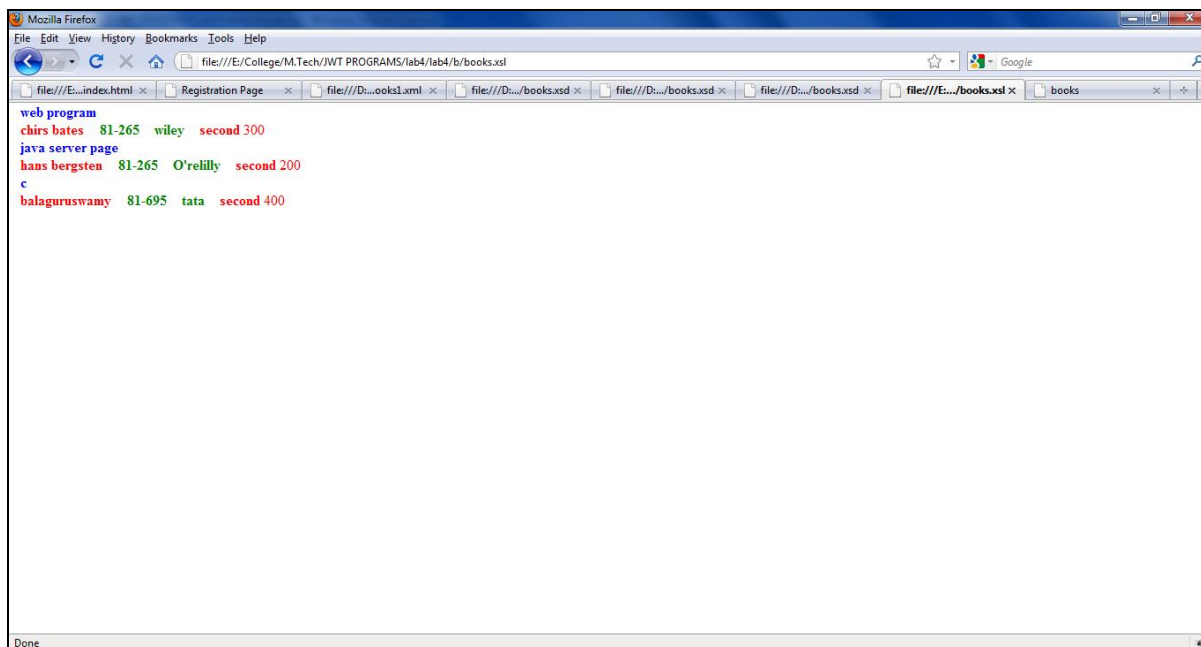 Mozilla Firefox
File Edit View History Bookmarks Tools Help
file:///E:/College/M.Tech/JWT PROGRAMS/lab4/lab4/b/books.xsl
Google
file:///E:...index.html
Registration Page
file:///D:...ooks1.xml
file:///D:.../books.xsd
file:///D:.../books.xsd
file:///D:.../books.xsd
file:///E:.../books.xsl
books
web program
chirs bates 81-265 wiley second 300
java server page
hans bergsten 81-265 O'relilly second 200
c
balaguruswamy 81-695 tata second 400
Done